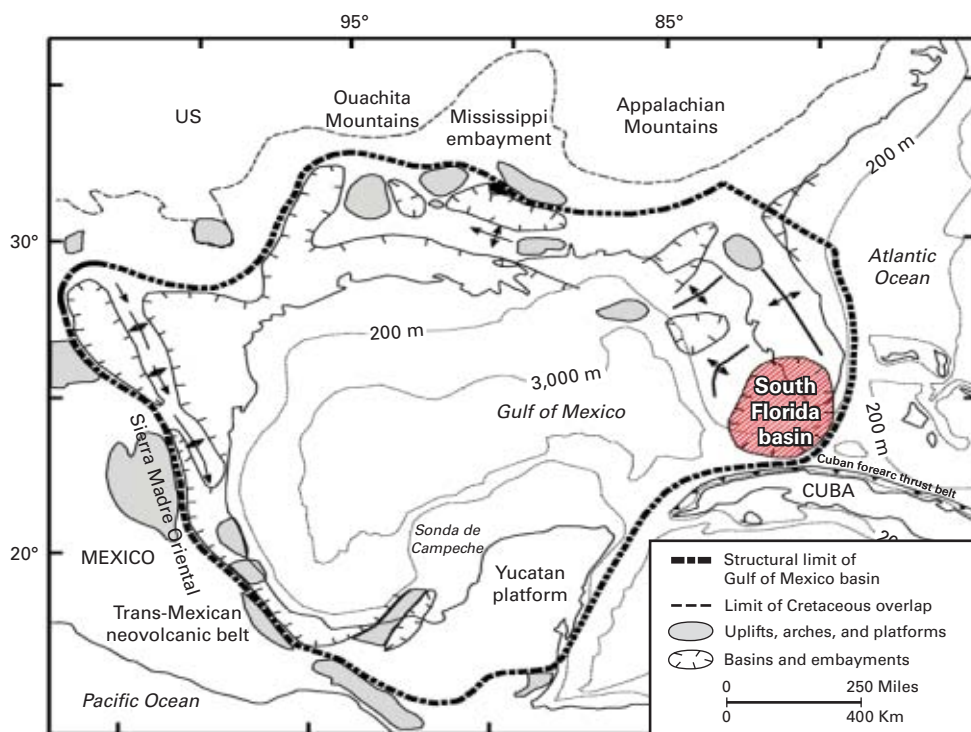 95°
85°
US
Ouachita
Mountains
Mississippi
embayment
Appalachian
Mountains
200 m
30°
Atlantic
Ocean
200 m
3,000 m
Gulf of Mexico
South
Florida
basin
200 m
Cuban forearc thrust belt
CUBA
Sierra Madre Oriental
20°
MEXICO
Sonda de
Campeche
Yucatan
platform
Trans-Mexican
neovolcanic belt
Pacific Ocean
Structural limit of
Gulf of Mexico basin
Limit of Cretaceous overlap
Uplifts, arches, and platforms
Basins and embayments
0 250 Miles
0 400 Km